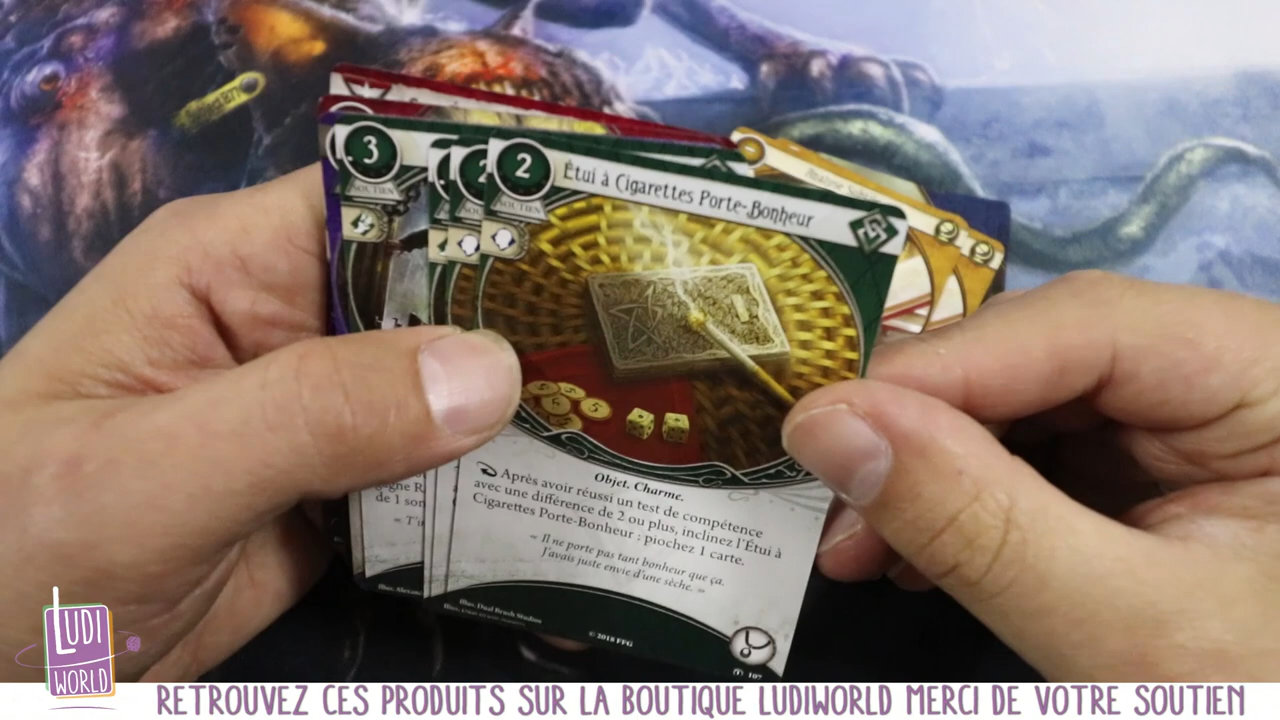 3
SOUTIEN
2
2
SOUTIEN
Étui à Cigarettes Porte-Bonheur
Objet. Charme.
Après avoir réussi un test de compétence
avec une différence de 2 ou plus, inclinez l'Étui à
Cigarettes Porte-Bonheur : piochez 1 carte.
« Il ne porte pas tant bonheur que ça.
J'avais juste envie d'une sèche. »
de 1 son
« T'i
Illus. Dual Brush Studios
© 2018 FFG
107
LUDI
WORLD
RETROUVEZ CES PRODUITS SUR LA BOUTIQUE LUDIWORLD MERCI DE VOTRE SOUTIEN